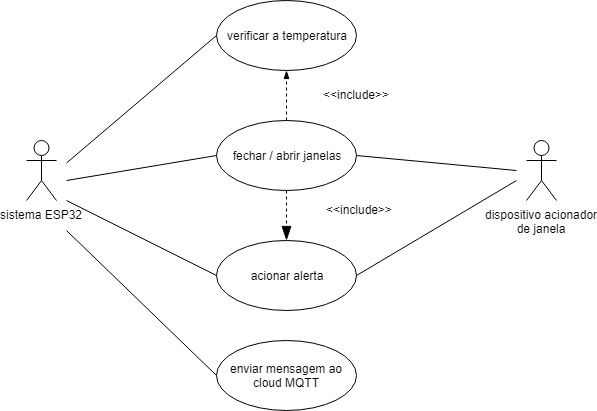 verificar a temperatura
<<include>>
fechar / abrir janelas
sistema ESP32
dispositivo acionador
de janela
<<include>>
acionar alerta
enviar mensagem ao
cloud MQTT